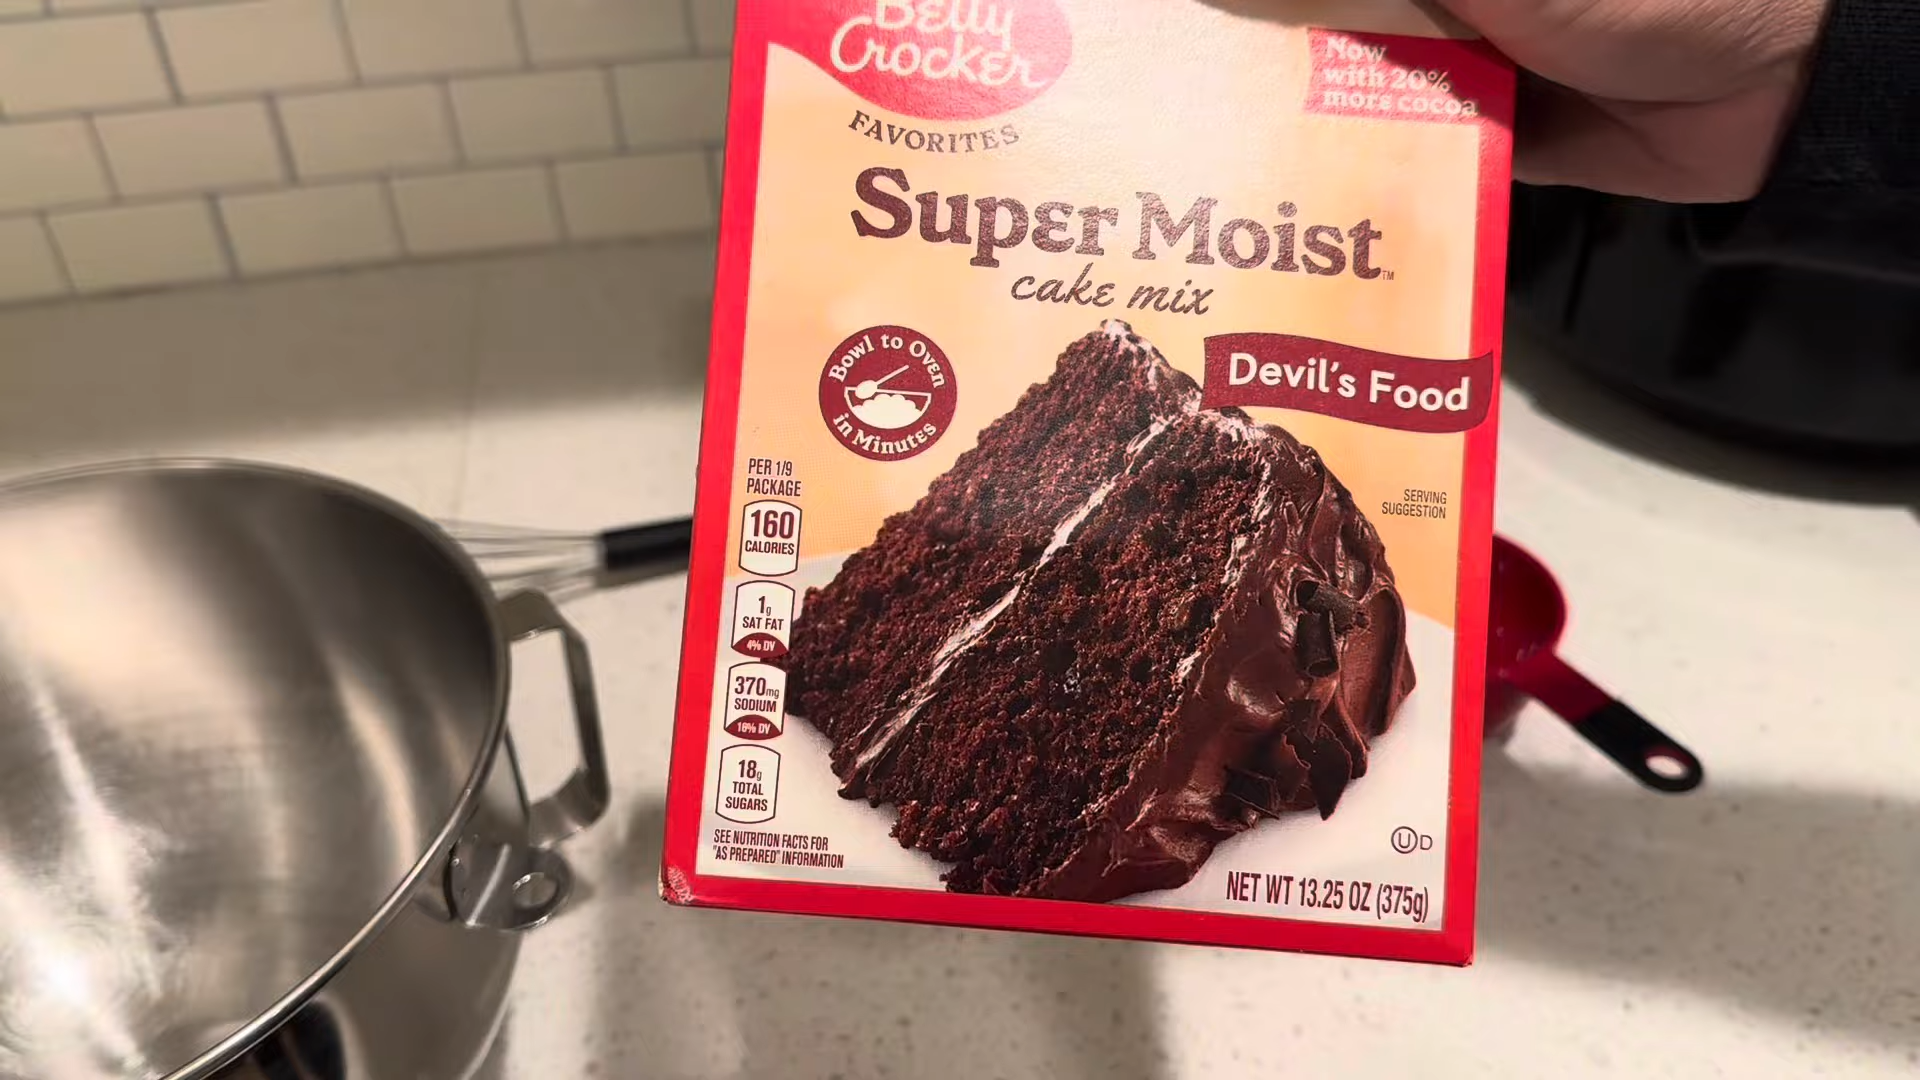 Betty
Crocker
FAVORITES
Now
with 20%
more cocoa
Super Moist™
cake mix
Bowl to Oven
in Minutes
Devil's Food
PER 1/9
PACKAGE
160
CALORIES
1g
SAT FAT
4% DV
370mg
SODIUM
16% DV
18g
TOTAL
SUGARS
SEE NUTRITION FACTS FOR
"AS PREPARED" INFORMATION
SERVING
SUGGESTION
U D
NET WT 13.25 OZ (375g)